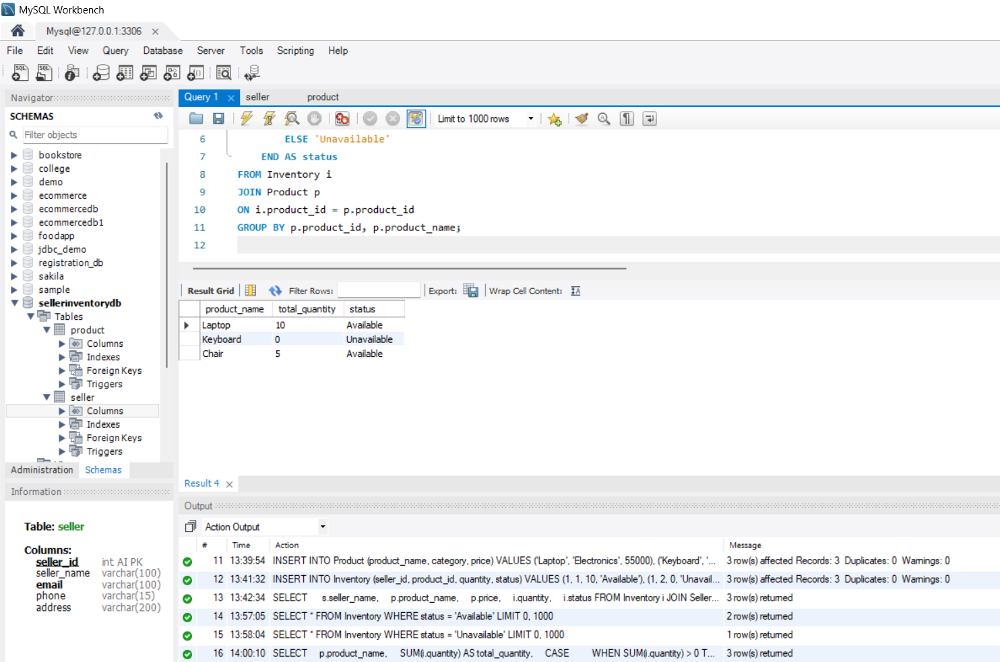 MySQL Workbench
Mysql@127.0.0.1:3306
File Edit View Query Database Server Tools Scripting Help
Navigator
SCHEMAS
Filter objects
bookstore
college
demo
ecommerce
ecommercedb
ecommercedb1
foodapp
jdbc_demo
registration_db
sakila
sample
sellerinventorydb
Tables
product
Columns
Indexes
Foreign Keys
Triggers
seller
Columns
Indexes
Foreign Keys
Triggers
Administration Schemas
Information
Table: seller
Columns:
seller_id int AI PK
seller_name varchar(100)
email varchar(100)
phone varchar(15)
address varchar(200)
Query 1 seller product
Limit to 1000 rows
6 ELSE 'Unavailable'
7 END AS status
8 FROM Inventory i
9 JOIN Product p
10 ON i.product_id = p.product_id
11 GROUP BY p.product_id, p.product_name;
12
Result Grid Filter Rows: Export: Wrap Cell Content:
product_name total_quantity status
Laptop 10 Available
Keyboard 0 Unavailable
Chair 5 Available
Result 4
Output
Action Output
# Time Action Message
11 13:39:54 INSERT INTO Product (product_name, category, price) VALUES ('Laptop', 'Electronics', 55000), ('Keyboard', '... 3 row(s) affected Records: 3 Duplicates: 0 Warnings: 0
12 13:41:32 INSERT INTO Inventory (seller_id, product_id, quantity, status) VALUES (1, 1, 10, 'Available'), (1, 2, 0, 'Unavail... 3 row(s) affected Records: 3 Duplicates: 0 Warnings: 0
13 13:42:34 SELECT s.seller_name, p.product_name, p.price, i.quantity, i.status FROM Inventory i JOIN Seller... 3 row(s) returned
14 13:57:05 SELECT * FROM Inventory WHERE status = 'Available' LIMIT 0, 1000 2 row(s) returned
15 13:58:04 SELECT * FROM Inventory WHERE status = 'Unavailable' LIMIT 0, 1000 1 row(s) returned
16 14:00:10 SELECT p.product_name, SUM(i.quantity) AS total_quantity, CASE WHEN SUM(i.quantity) > 0 T... 3 row(s) returned